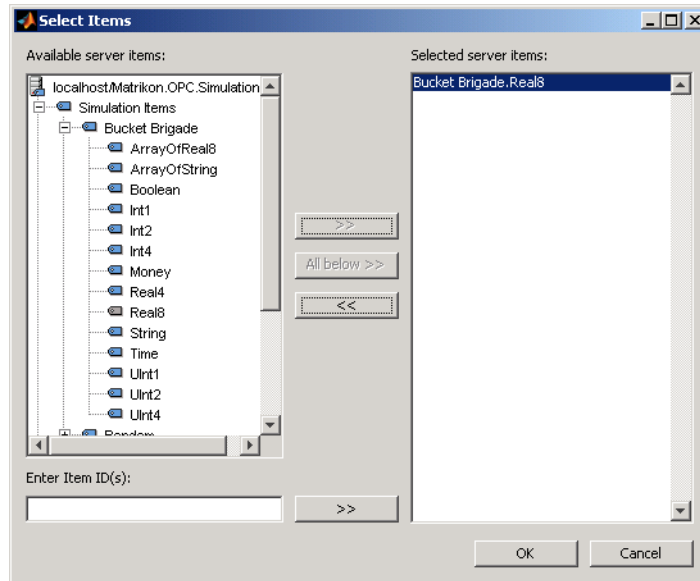 Select Items
Available server items:
localhost/Matrikon.OPC.Simulation
Simulation Items
Bucket Brigade
ArrayOfReal8
ArrayOfString
Boolean
Int1
Int2
Int4
Money
Real4
Real8
String
Time
UInt1
UInt2
UInt4
Random
Enter Item ID(s):
>>
All below >>
<<
>>
Selected server items:
Bucket Brigade.Real8
OK
Cancel